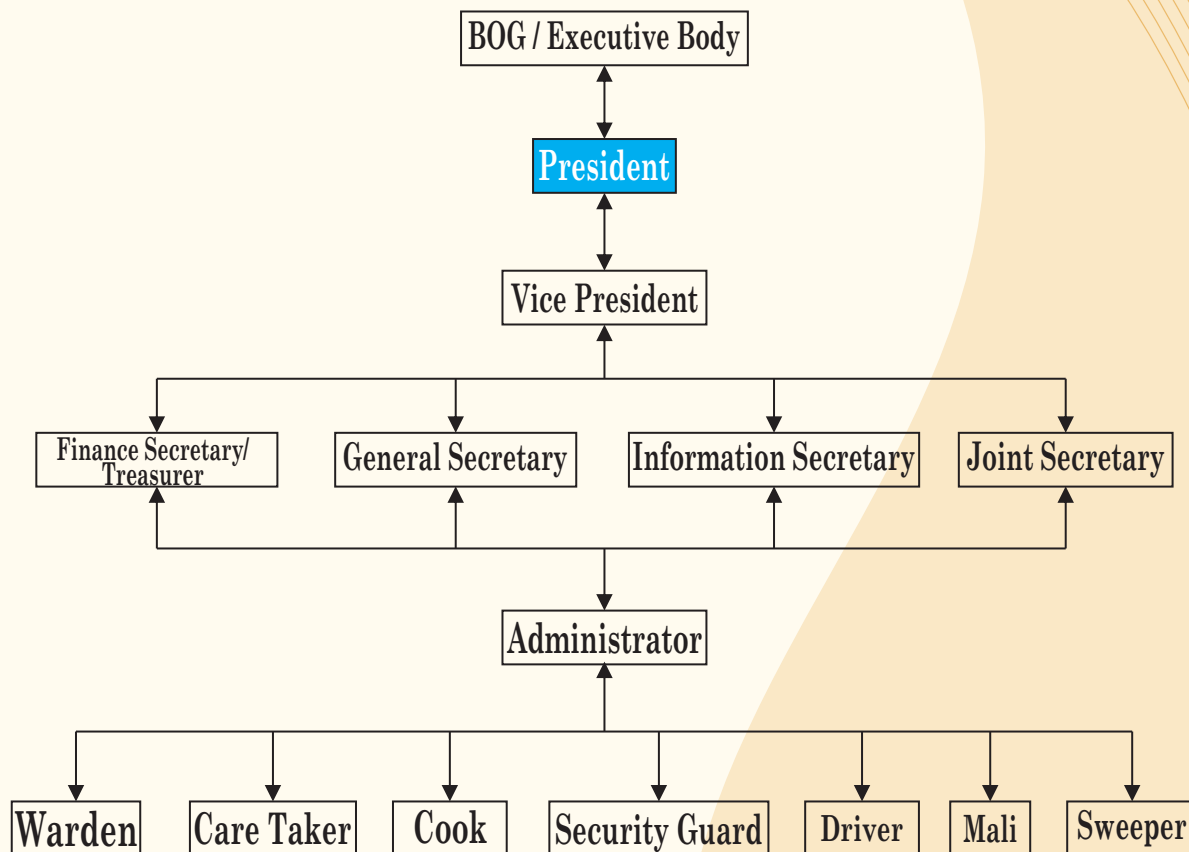 BOG / Executive Body
President
Vice President
Finance Secretary/
Treasurer
General Secretary
Information Secretary
Joint Secretary
Administrator
Warden
Care Taker
Cook
Security Guard
Driver
Mali
Sweeper